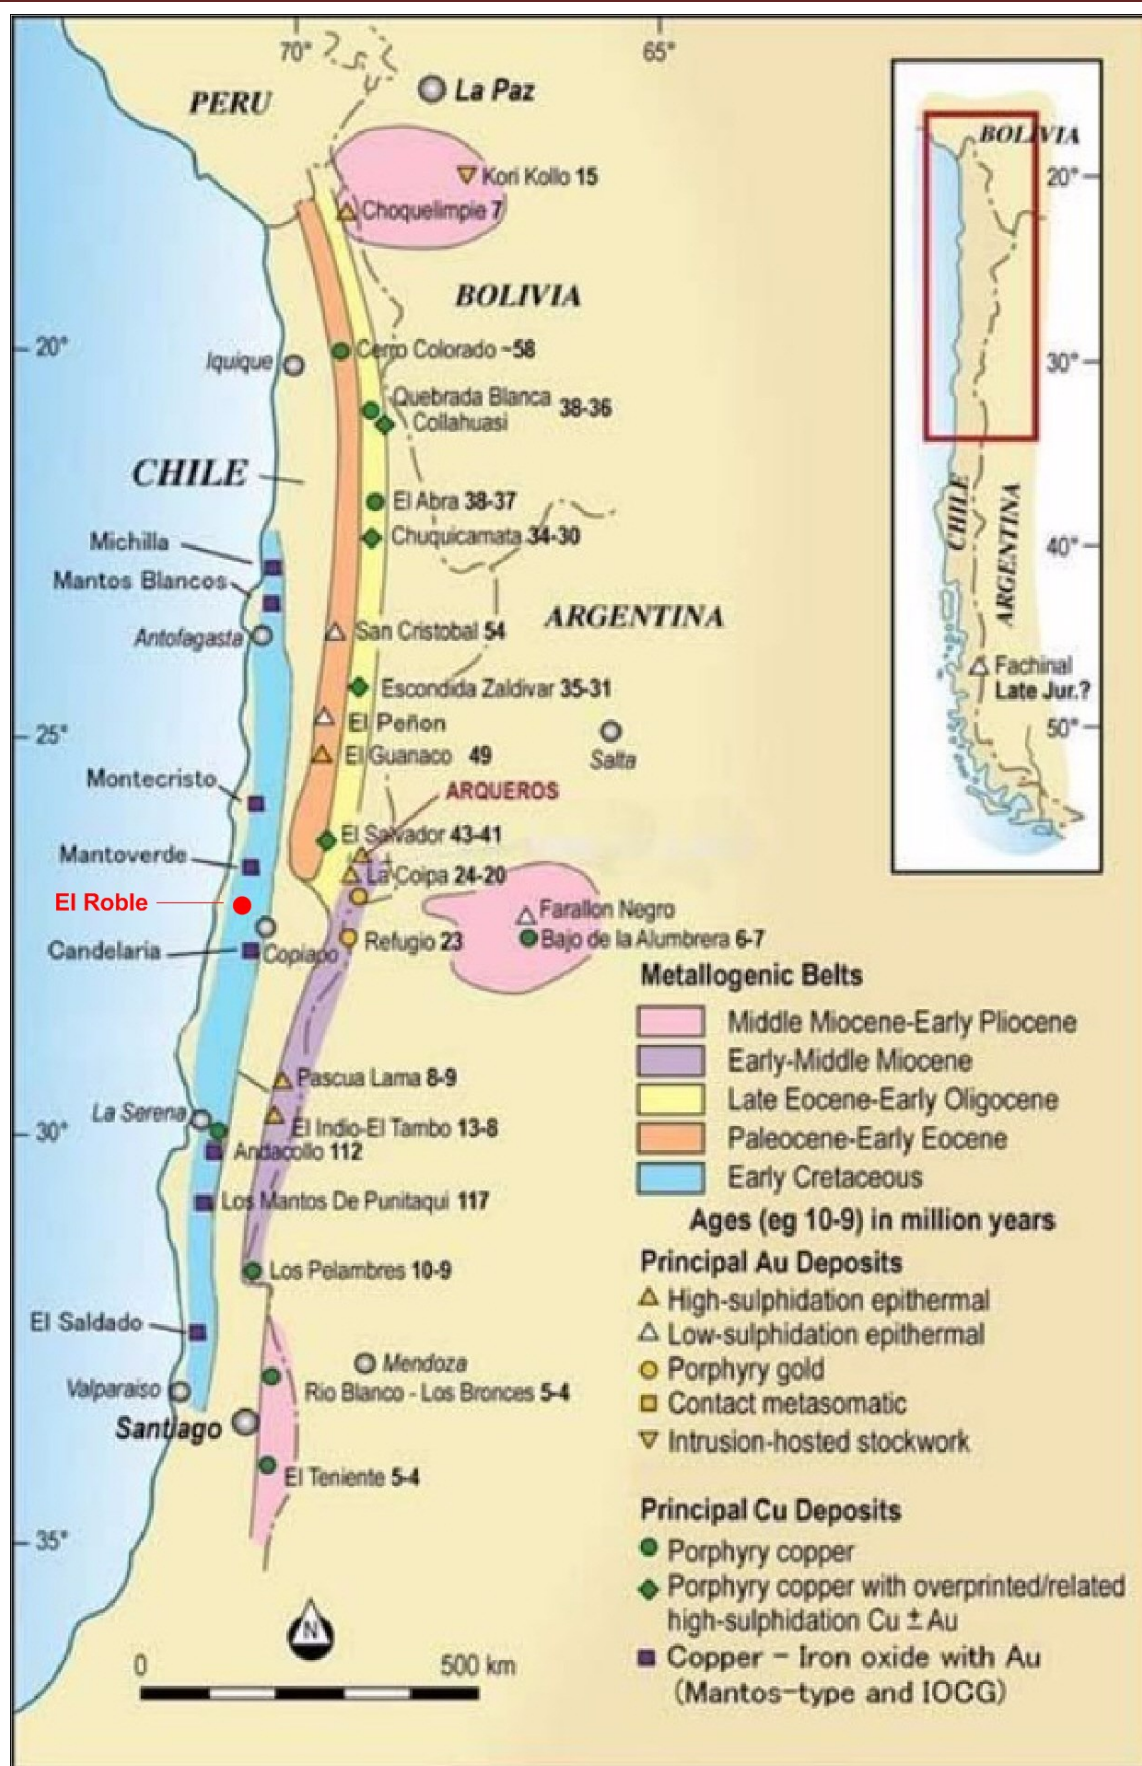 70°
65°
PERU
La Paz
Kori Kollo 15
Choquelimpie 7
BOLIVIA
20°
Iquique
Cerro Colorado ~58
Quebrada Blanca
38-36
Collahuasi
CHILE
El Abra 38-37
Chuquicamata 34-30
Michilla
Mantos Blancos
Antofagasta
San Cristobal 54
ARGENTINA
Escondida Zaldivar 35-31
El Peñon
25°
El Guanaco 49
Salta
Montecristo
ARQUEROS
El Salvador 43-41
Mantoverde
La Coipa 24-20
El Roble
Farallon Negro
Candelaria
Copiapo
Refugio 23
Bajo de la Alumbrera 6-7
Pascua Lama 8-9
La Serena
El Indio-El Tambo 13-8
30°
Andacollo 112
Los Mantos De Punitaqui 117
Los Pelambres 10-9
El Saldado
Mendoza
Valparaiso
Rio Blanco - Los Bronces 5-4
Santiago
El Teniente 5-4
35°
N
0
500 km
BOLIVIA
20°
30°
CHILE
ARGENTINA
40°
Fachinal
Late Jur.?
50°
Metallogenic Belts
Middle Miocene-Early Pliocene
Early-Middle Miocene
Late Eocene-Early Oligocene
Paleocene-Early Eocene
Early Cretaceous
Ages (eg 10-9) in million years
Principal Au Deposits
High-sulphidation epithermal
Low-sulphidation epithermal
Porphyry gold
Contact metasomatic
Intrusion-hosted stockwork
Principal Cu Deposits
Porphyry copper
Porphyry copper with overprinted/related
high-sulphidation Cu ± Au
Copper - Iron oxide with Au
(Mantos-type and IOCG)